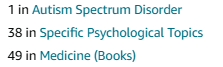 1 in Autism Spectrum Disorder
38 in Specific Psychological Topics
49 in Medicine (Books)